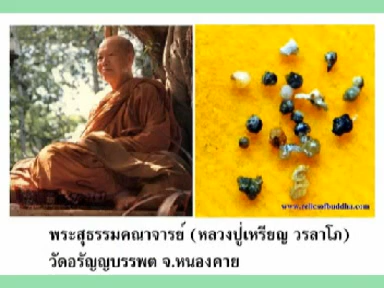 www.relicofbuddha.com
พระสุธรรมคณาจารย์ (หลวงปู่เหรียญ วรลาโภ)
วัดอรัญญบรรพต จ.หนองคาย